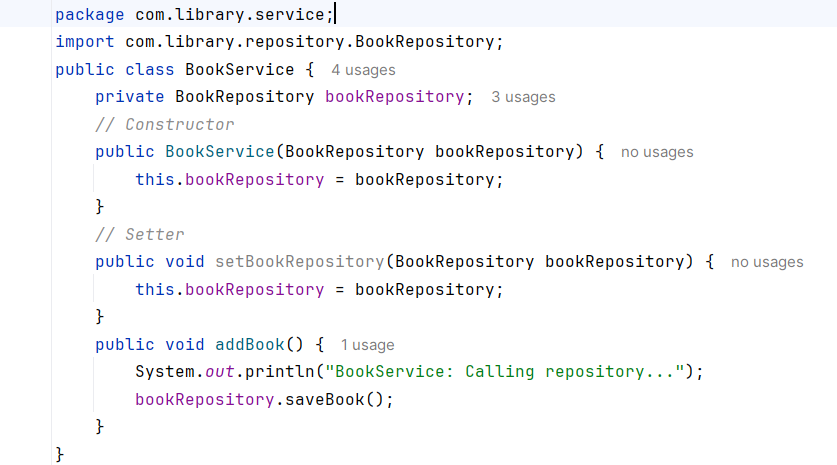 package com.library.service;
import com.library.repository.BookRepository;
public class BookService {   4 usages
    private BookRepository bookRepository;   3 usages
    // Constructor
    public BookService(BookRepository bookRepository) {   no usages
        this.bookRepository = bookRepository;
    }
    // Setter
    public void setBookRepository(BookRepository bookRepository) {   no usages
        this.bookRepository = bookRepository;
    }
    public void addBook() {   1 usage
        System.out.println("BookService: Calling repository...");
        bookRepository.saveBook();
    }
}